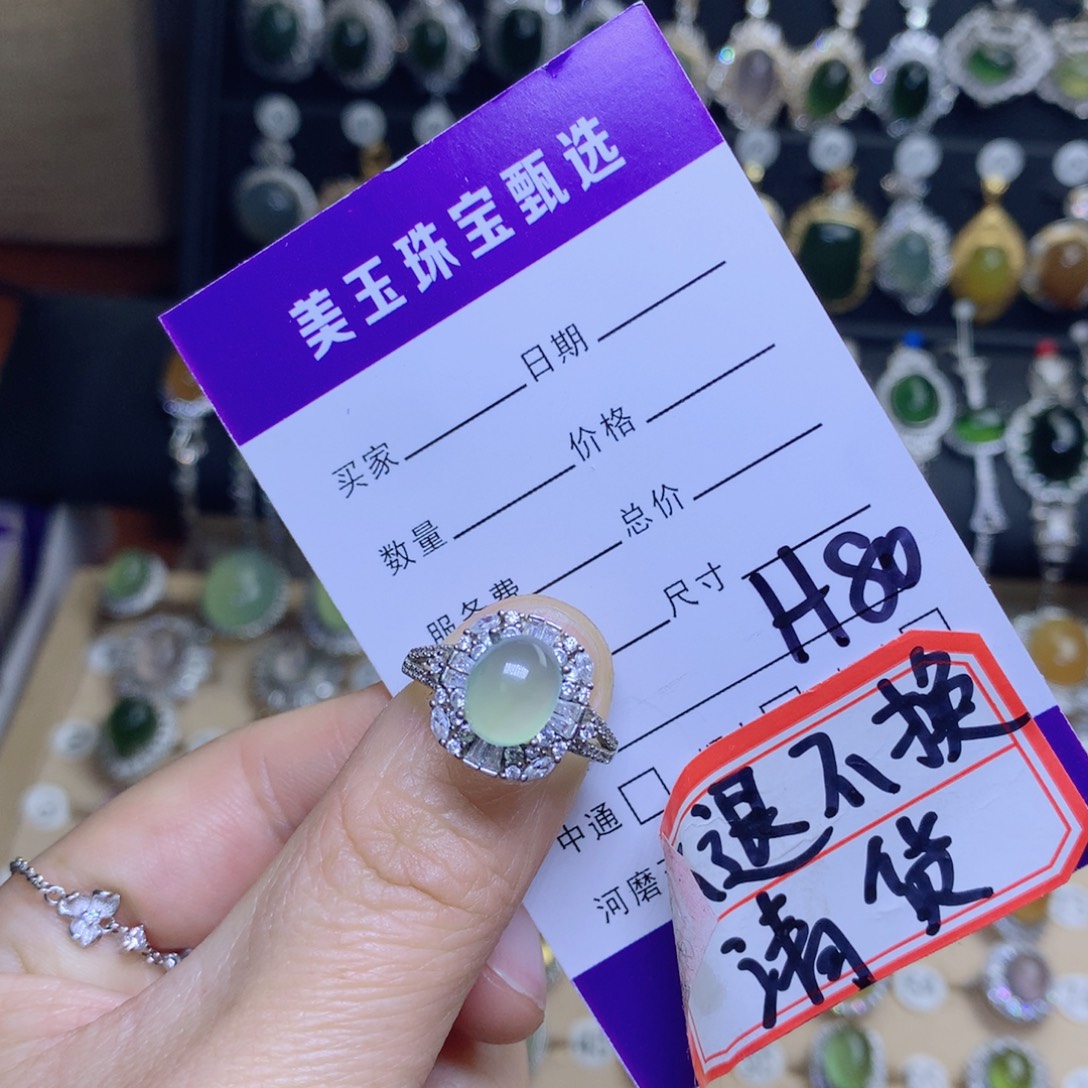 美玉珠宝甄选
买家 日期
数量 价格
服务费 总价
尺寸 H80
中通
河磨
退不换
清货